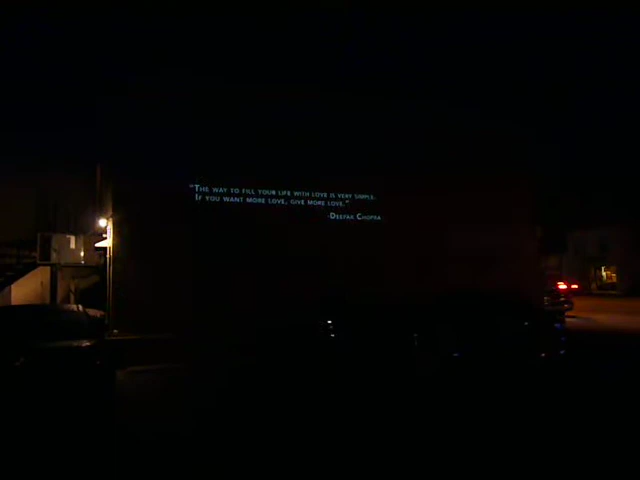 "The way to fill your life with love is very simple.
If you want more love, give more love."
-Deepak Chopra